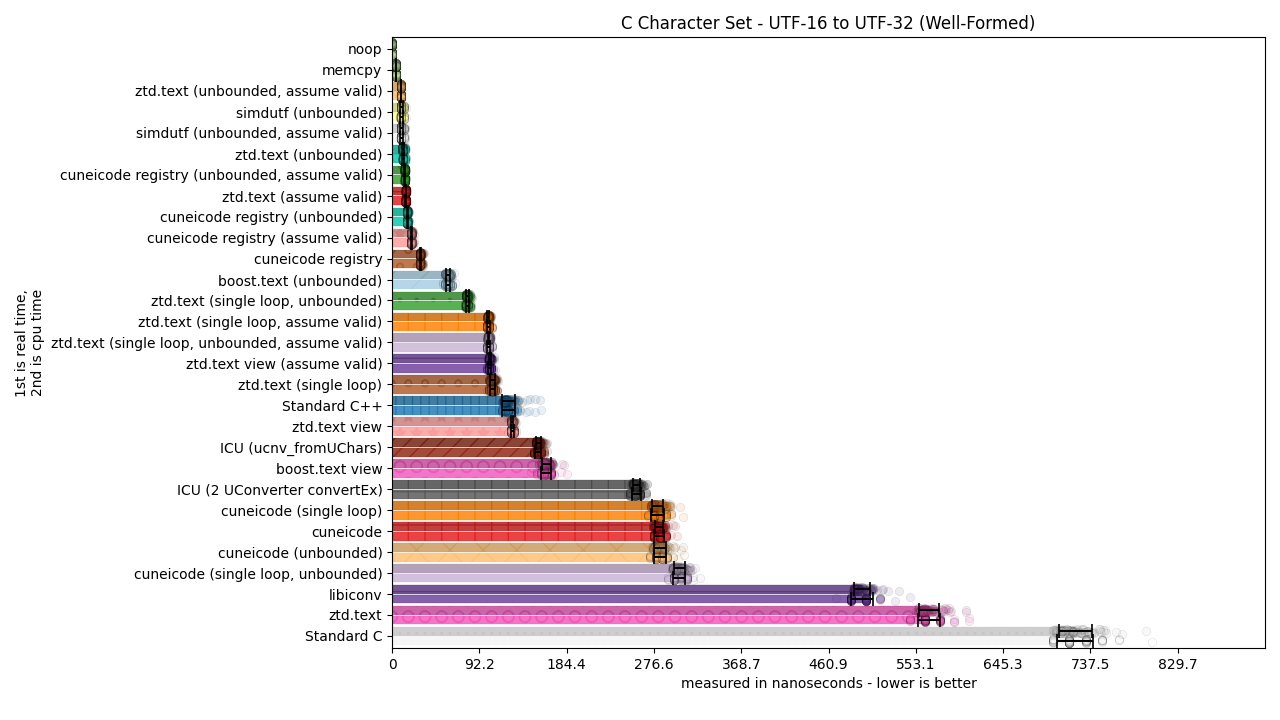 C Character Set - UTF-16 to UTF-32 (Well-Formed)
noop
memcpy
ztd.text (unbounded, assume valid)
simdutf (unbounded)
simdutf (unbounded, assume valid)
ztd.text (unbounded)
cuneicode registry (unbounded, assume valid)
ztd.text (assume valid)
cuneicode registry (unbounded)
cuneicode registry (assume valid)
cuneicode registry
boost.text (unbounded)
ztd.text (single loop, unbounded)
ztd.text (single loop, assume valid)
ztd.text (single loop, unbounded, assume valid)
ztd.text view (assume valid)
ztd.text (single loop)
Standard C++
ztd.text view
ICU (ucnv_fromUChars)
boost.text view
ICU (2 UConverter convertEx)
cuneicode (single loop)
cuneicode
cuneicode (unbounded)
cuneicode (single loop, unbounded)
libiconv
ztd.text
Standard C
1st is real time,
2nd is cpu time
0 92.2 184.4 276.6 368.7 460.9 553.1 645.3 737.5 829.7
measured in nanoseconds - lower is better